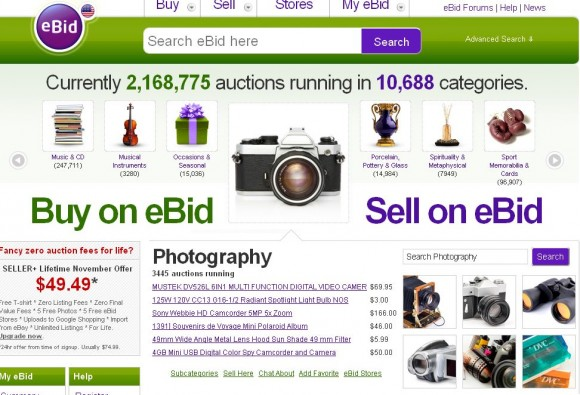 Buy
Sell
Stores
My eBid
eBid Forums | Help | News
eBid
Search eBid here
Search
Advanced Search
Currently 2,168,775 auctions running in 10,688 categories.
Music & CD
(247,711)
Musical
Instruments
(3280)
Occasions &
Seasonal
(15,036)
Porcelain,
Pottery & Glass
(14,984)
Spirituality &
Metaphysical
(7949)
Sport
Memorabilia &
Cards
(96,907)
Buy on eBid
Sell on eBid
Fancy zero auction fees for life?
SELLER+ Lifetime November Offer
$49.49*
Free T-shirt * Zero Listing Fees * Zero Final
Value Fees * 5 Free Photos * 5 Free eBid
Stores * Uploads to Google Shopping * Import
from eBay * Unlimited Listings * For Life.
Upgrade now.
*24hr offer from time of signup. Usually $74.99.
My eBid
Summary
Help
Register
Photography
3445 auctions running
MUSTEK DV526L 6IN1 MULTI FUNCTION DIGITAL VIDEO CAMER $69.95
125W 120V CC13 G16-1/2 Radiant Spotlight Light Bulb NOS $3.00
Sony Webbie HD Camcorder 5MP 5x Zoom $166.00
1391) Souvenirs de Voyage Mini Polaroid Album $46.00
49mm Wide Angle Metal Lens Hood Sun Shade 49 mm Filter $5.99
4GB Mini USB Digital Color Spy Camcorder and Camera $50.00
Subcategories Sell Here Chat About Add Favorite eBid Stores
Search Photography
Search
DVC
DVC